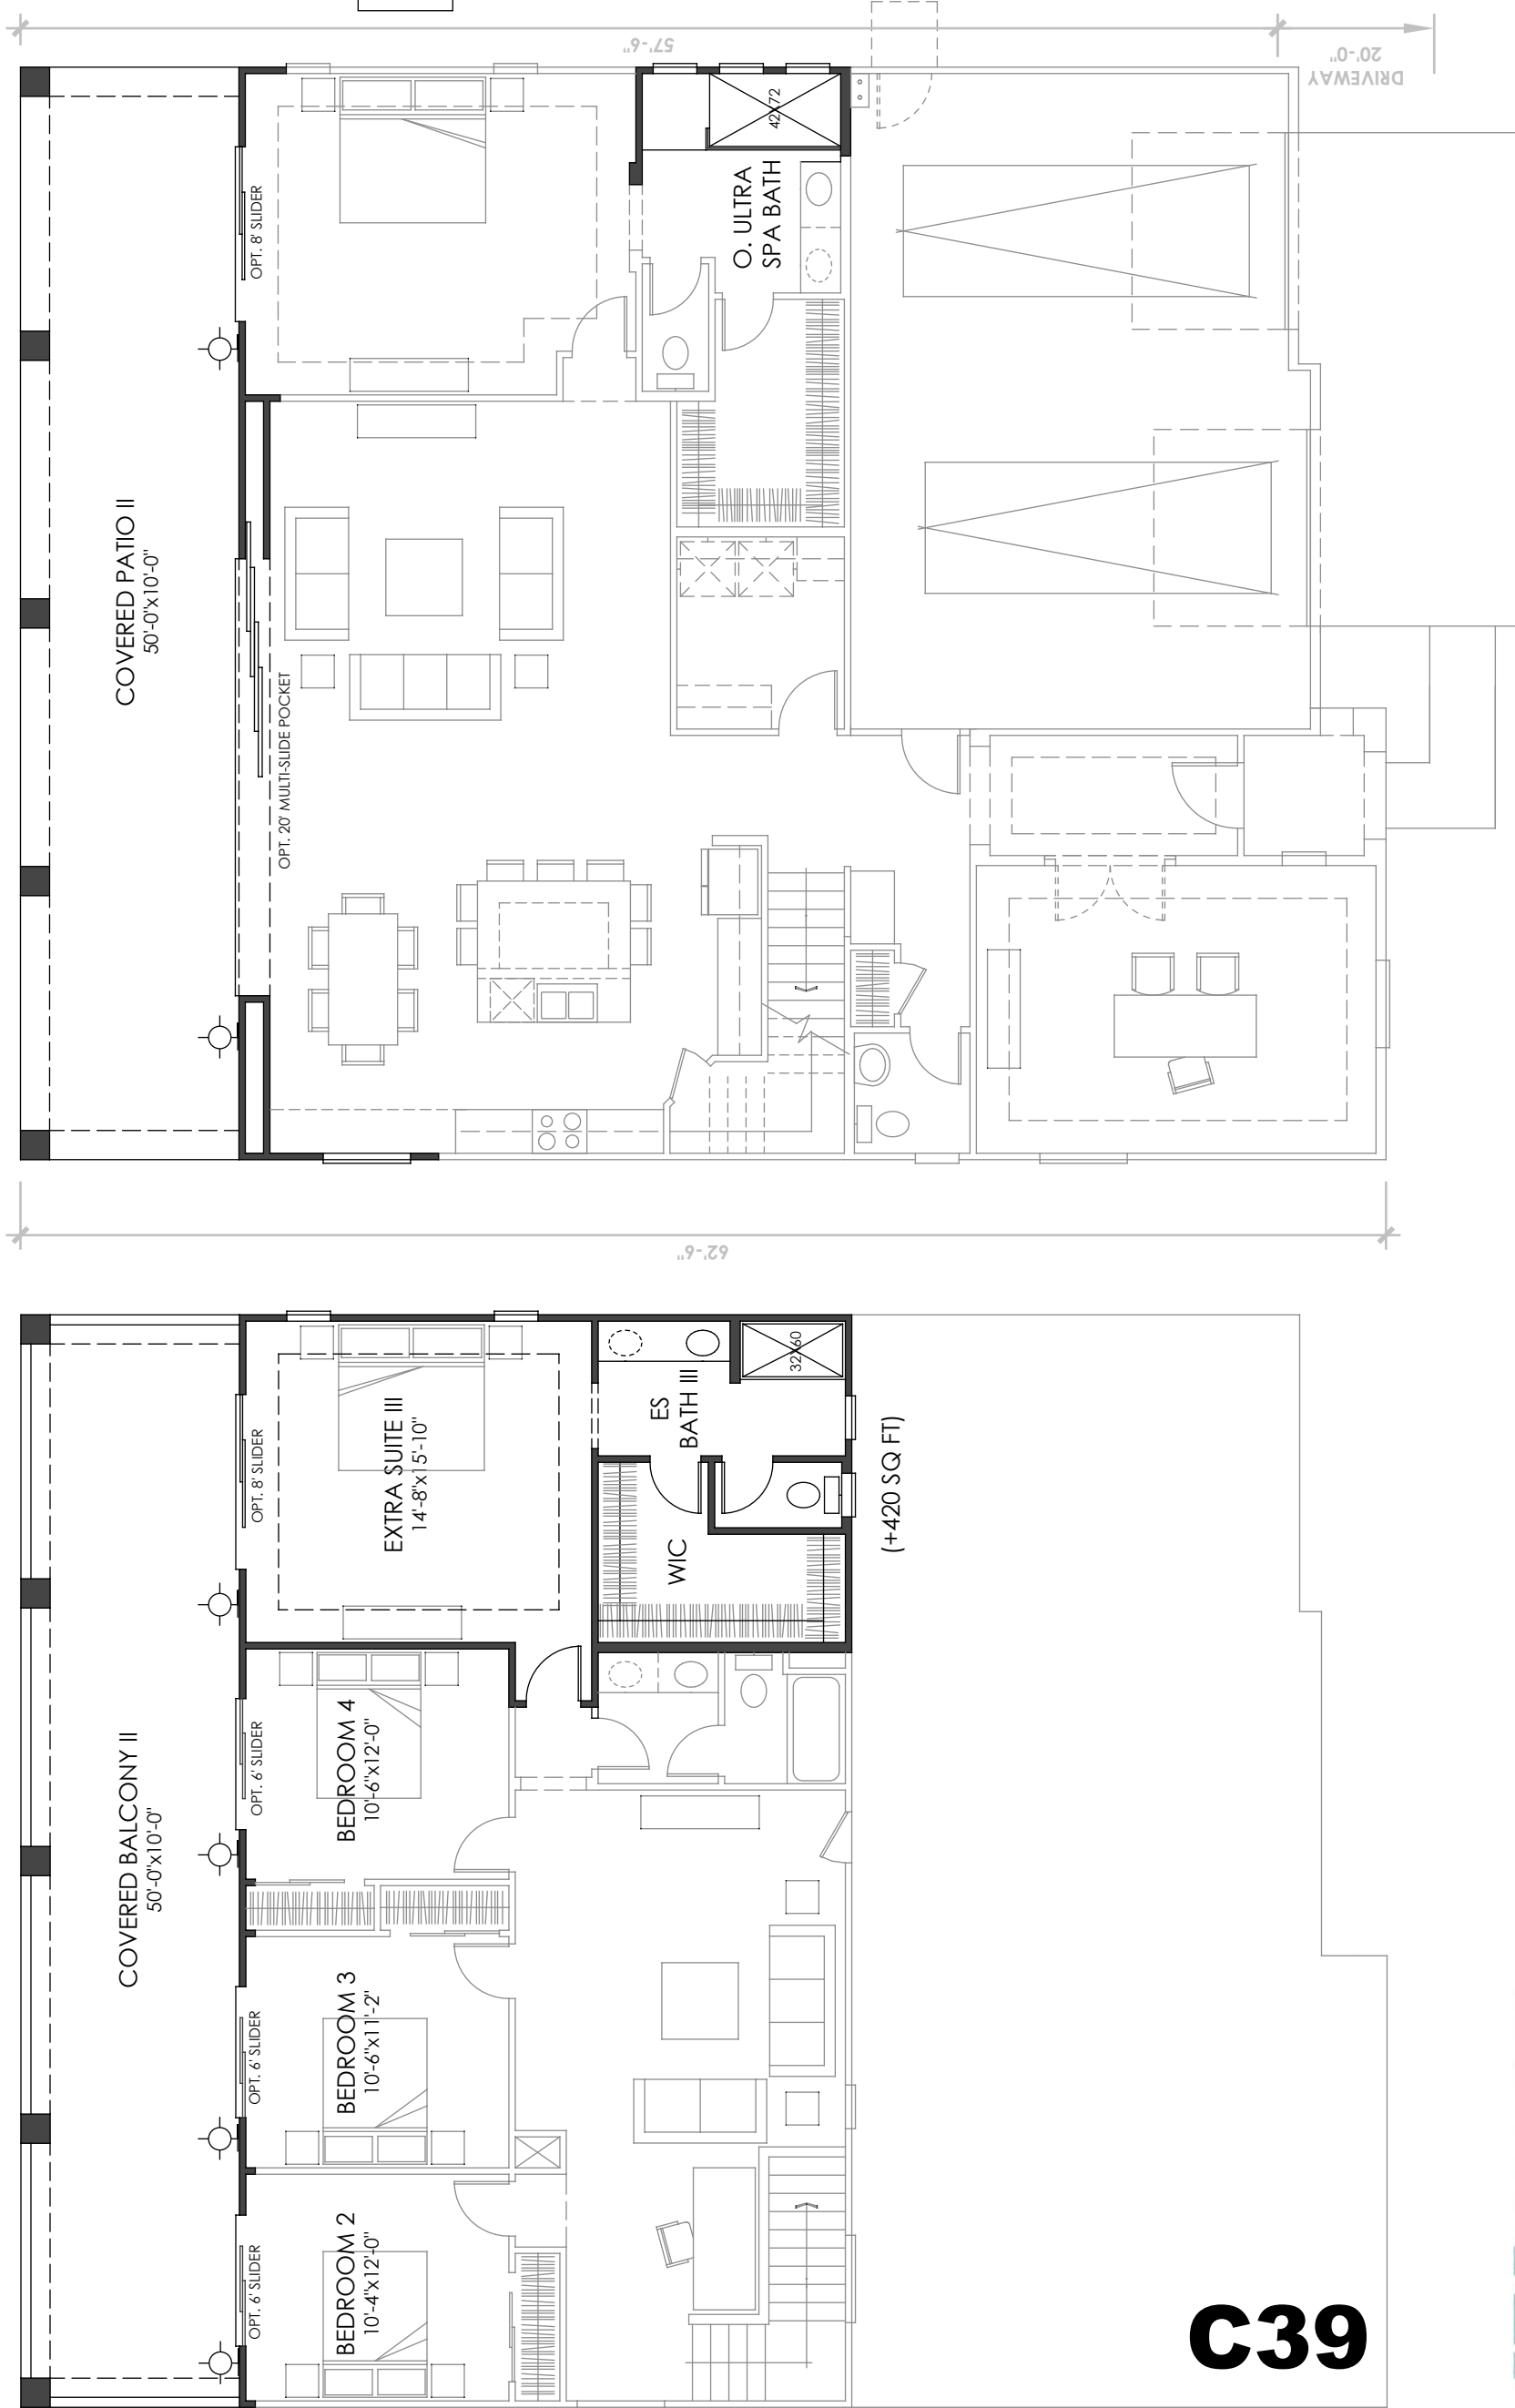 COVERED BALCONY II
50'-0"x10'-0"
OPT. 6' SLIDER
OPT. 6' SLIDER
OPT. 6' SLIDER
OPT. 8' SLIDER
BEDROOM 2
10'-4"x12'-0"
BEDROOM 3
10'-6"x11'-2"
BEDROOM 4
10'-6"x12'-0"
EXTRA SUITE III
14'-8"x15'-10"
ES
BATH III
WIC
32X60
(+420 SQ FT)
62'-6"
COVERED PATIO II
50'-0"x10'-0"
OPT. 20' MULTI-SLIDE POCKET
OPT. 8' SLIDER
O. ULTRA
SPA BATH
42X72
57'-6"
DRIVEWAY
20'-0"
C39